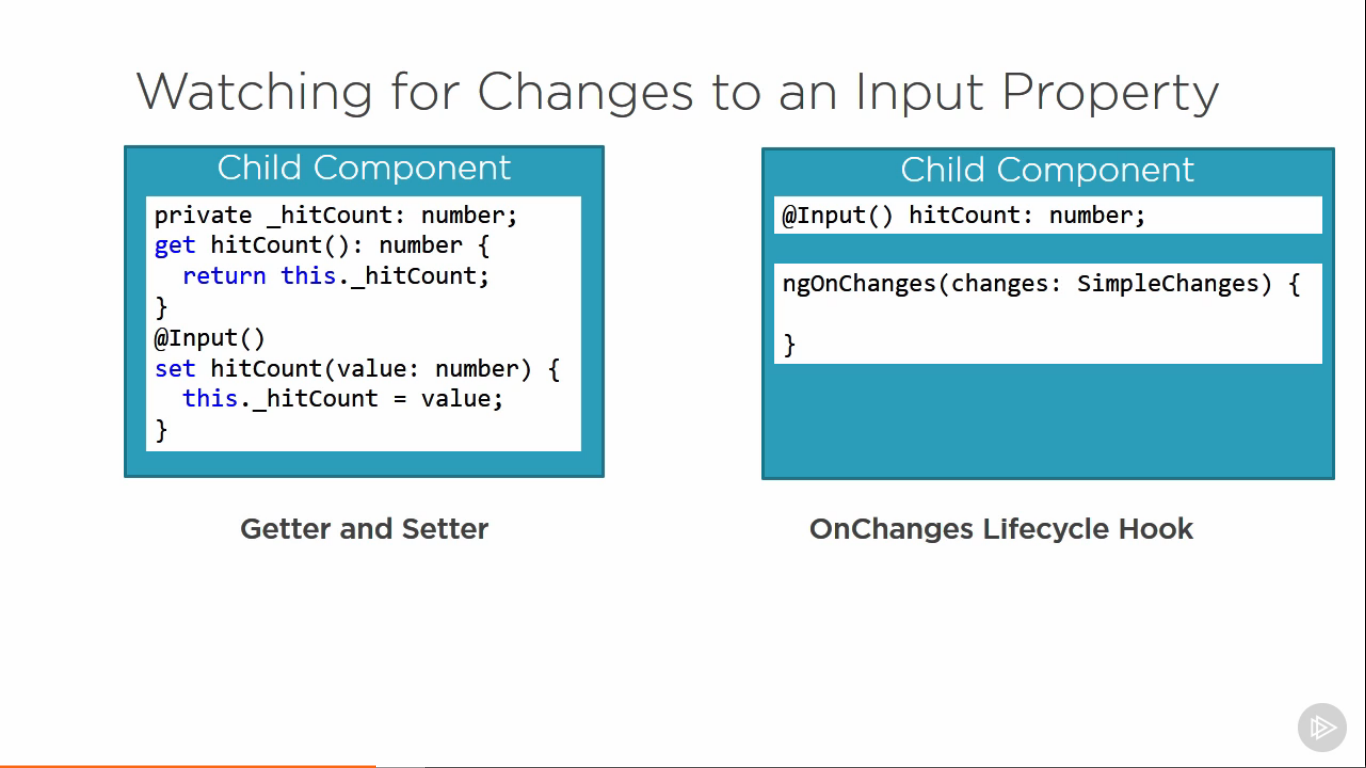 Watching for Changes to an Input Property
Child Component
private _hitCount: number;
get hitCount(): number {
  return this._hitCount;
}
@Input()
set hitCount(value: number) {
  this._hitCount = value;
}
Getter and Setter
Child Component
@Input() hitCount: number;
ngOnChanges(changes: SimpleChanges) {
}
OnChanges Lifecycle Hook